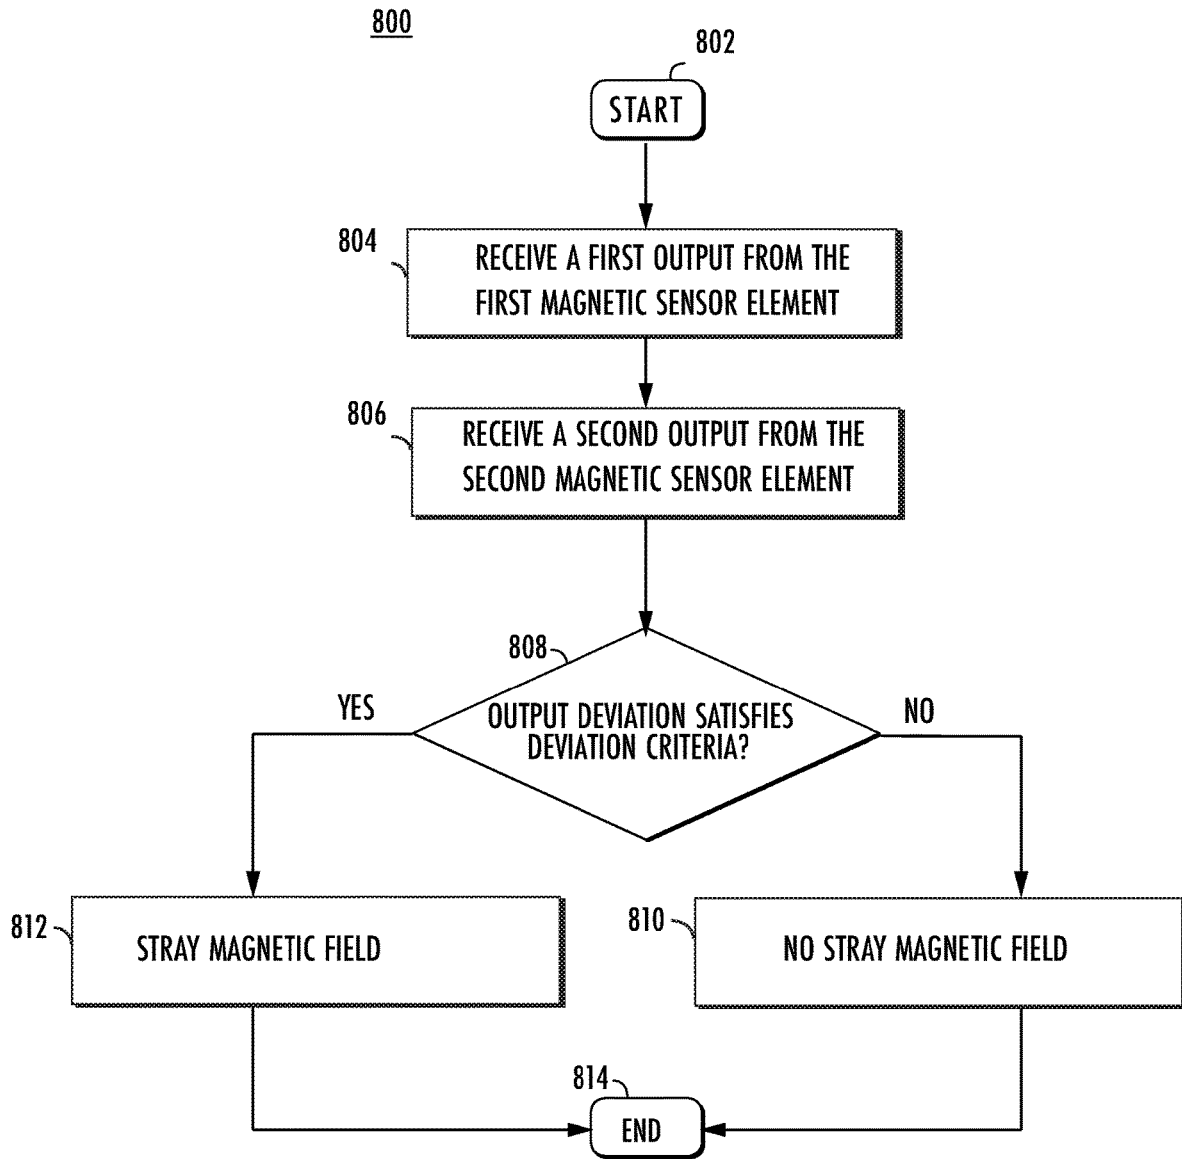 800
802
START
804
RECEIVE A FIRST OUTPUT FROM THE
FIRST MAGNETIC SENSOR ELEMENT
806
RECEIVE A SECOND OUTPUT FROM THE
SECOND MAGNETIC SENSOR ELEMENT
808
YES
NO
OUTPUT DEVIATION SATISFIES
DEVIATION CRITERIA?
812
STRAY MAGNETIC FIELD
810
NO STRAY MAGNETIC FIELD
814
END